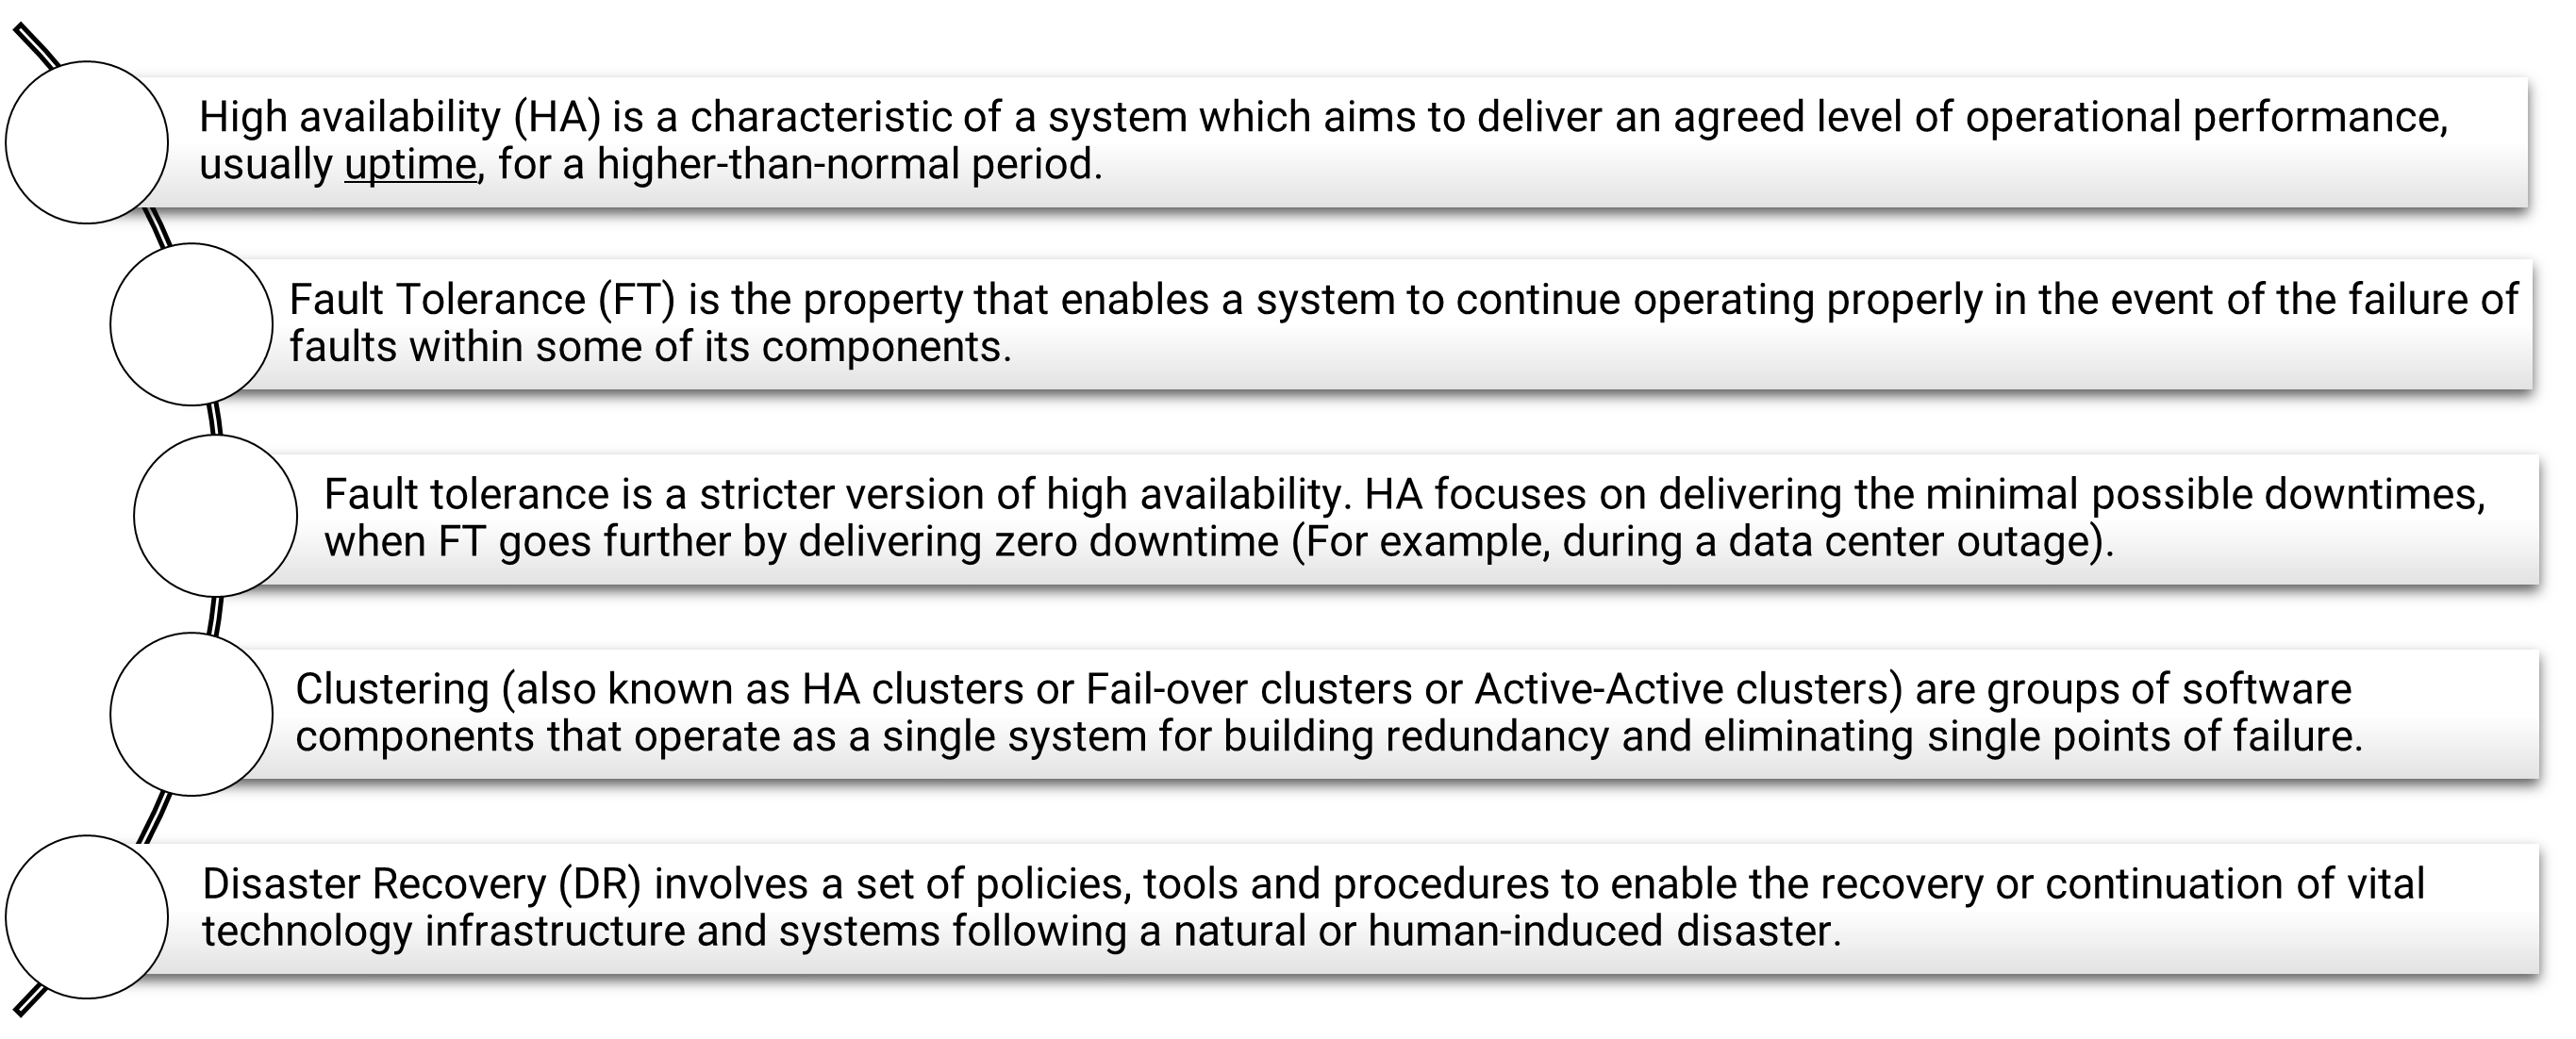 High availability (HA) is a characteristic of a system which aims to deliver an agreed level of operational performance,
usually uptime, for a higher-than-normal period.
Fault Tolerance (FT) is the property that enables a system to continue operating properly in the event of the failure of
faults within some of its components.
Fault tolerance is a stricter version of high availability. HA focuses on delivering the minimal possible downtimes,
when FT goes further by delivering zero downtime (For example, during a data center outage).
Clustering (also known as HA clusters or Fail-over clusters or Active-Active clusters) are groups of software
components that operate as a single system for building redundancy and eliminating single points of failure.
Disaster Recovery (DR) involves a set of policies, tools and procedures to enable the recovery or continuation of vital
technology infrastructure and systems following a natural or human-induced disaster.